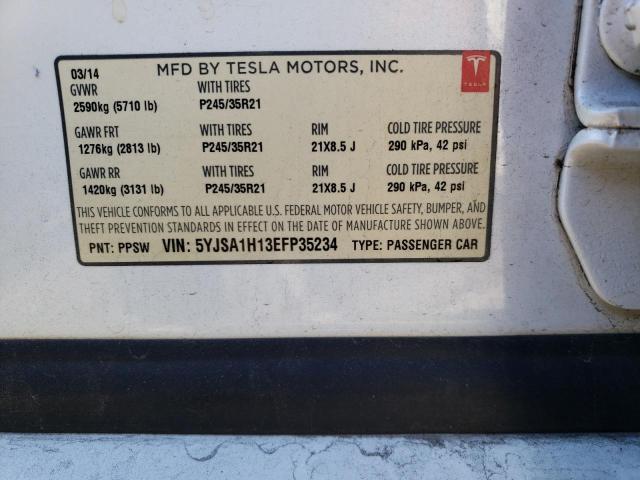 03/14 MFD BY TESLA MOTORS, INC.
GVWR WITH TIRES
2590kg (5710 lb) P245/35R21
TESLA
GAWR FRT WITH TIRES RIM COLD TIRE PRESSURE
1276kg (2813 lb) P245/35R21 21X8.5 J 290 kPa, 42 psi
GAWR RR WITH TIRES RIM COLD TIRE PRESSURE
1420kg (3131 lb) P245/35R21 21X8.5 J 290 kPa, 42 psi
THIS VEHICLE CONFORMS TO ALL APPLICABLE U.S. FEDERAL MOTOR VEHICLE SAFETY, BUMPER, AND
THEFT PREVENTION STANDARDS IN EFFECT ON THE DATE OF MANUFACTURE SHOWN ABOVE.
PNT: PPSW VIN: 5YJSA1H13EFP35234 TYPE: PASSENGER CAR